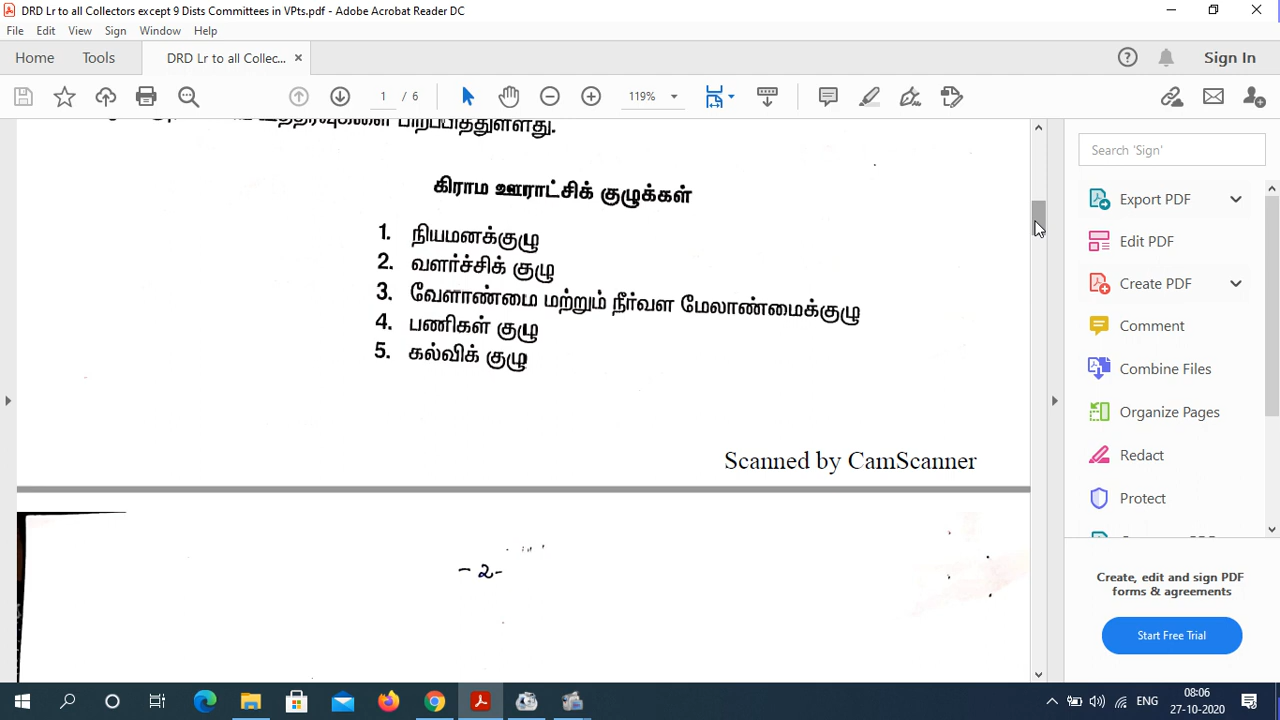 DRD Lr to all Collectors except 9 Dists Committees in VPts.pdf - Adobe Acrobat Reader DC
File Edit View Sign Window Help
Home Tools DRD Lr to all Collec... × Sign In
1 / 6 119%
பிறப்பித்துள்ளது.
கிராம ஊராட்சிக் குழுக்கள்
1. நியமனக்குழு
2. வளர்ச்சிக் குழு
3. வேளாண்மை மற்றும் நீர்வள மேலாண்மைக்குழு
4. பணிகள் குழு
5. கல்விக் குழு
Scanned by CamScanner
-2-
Search 'Sign'
Export PDF
Edit PDF
Create PDF
Comment
Combine Files
Organize Pages
Redact
Protect
Create, edit and sign PDF
forms & agreements
Start Free Trial
ENG
08:06
27-10-2020